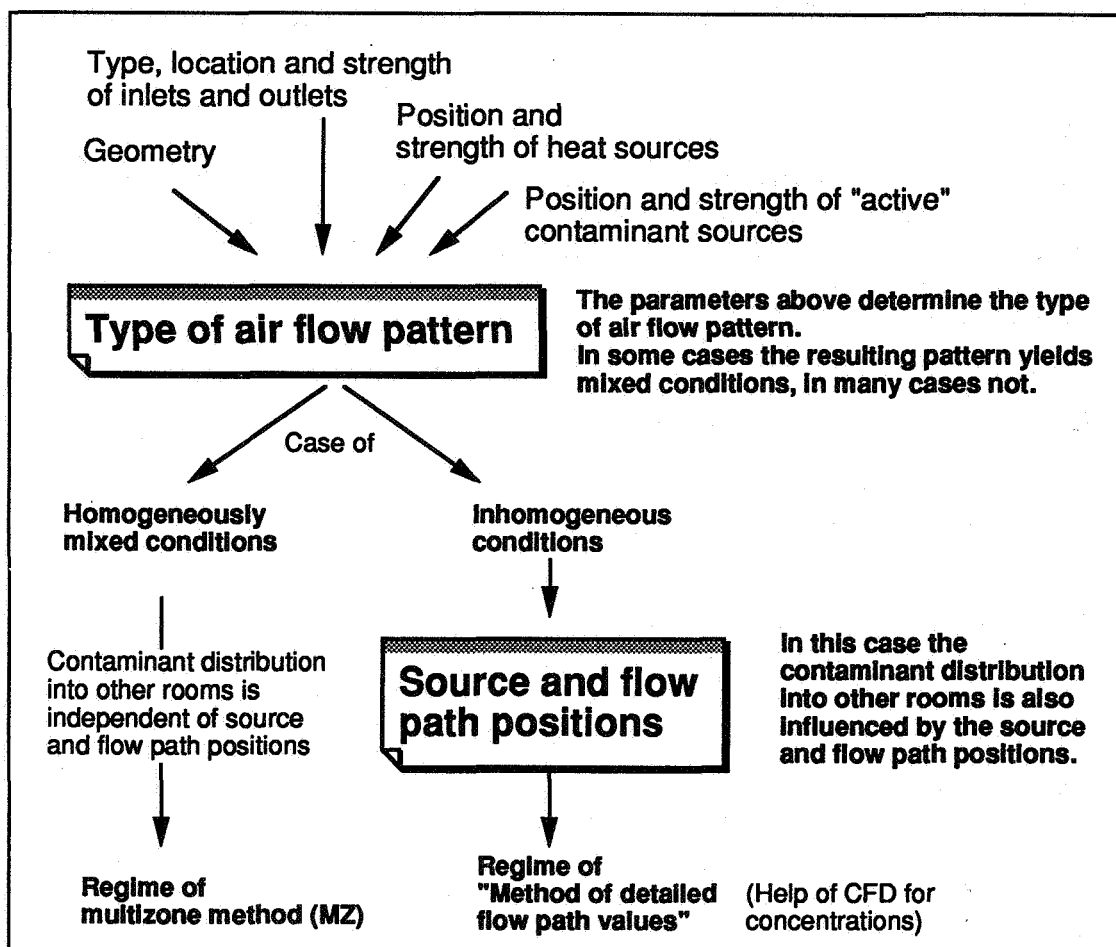 Type, location and strength
of inlets and outlets
Geometry
Position and
strength of heat sources
Position and strength of "active"
contaminant sources
Type of air flow pattern
The parameters above determine the type
of air flow pattern.
In some cases the resulting pattern yields
mixed conditions, in many cases not.
Case of
Homogeneously
mixed conditions
Inhomogeneous
conditions
Contaminant distribution
into other rooms is
independent of source
and flow path positions
Source and flow
path positions
In this case the
contaminant distribution
into other rooms is also
influenced by the source
and flow path positions.
Regime of
multizone method (MZ)
Regime of
"Method of detailed
flow path values"
(Help of CFD for
concentrations)